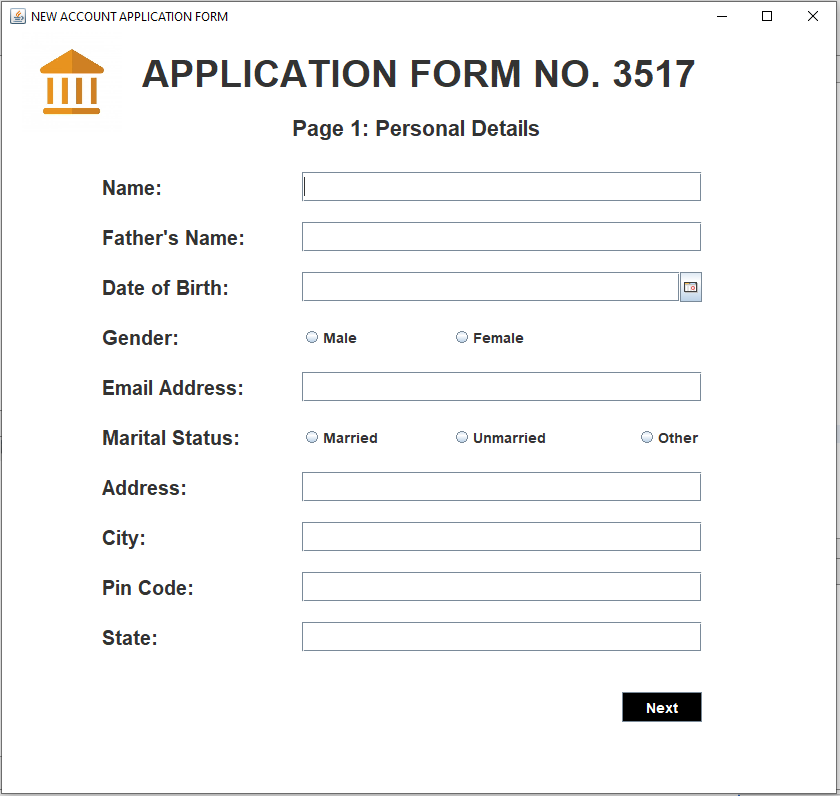 NEW ACCOUNT APPLICATION FORM
APPLICATION FORM NO. 3517
Page 1: Personal Details
Name:
Father's Name:
Date of Birth:
Gender: Male Female
Email Address:
Marital Status: Married Unmarried Other
Address:
City:
Pin Code:
State:
Next